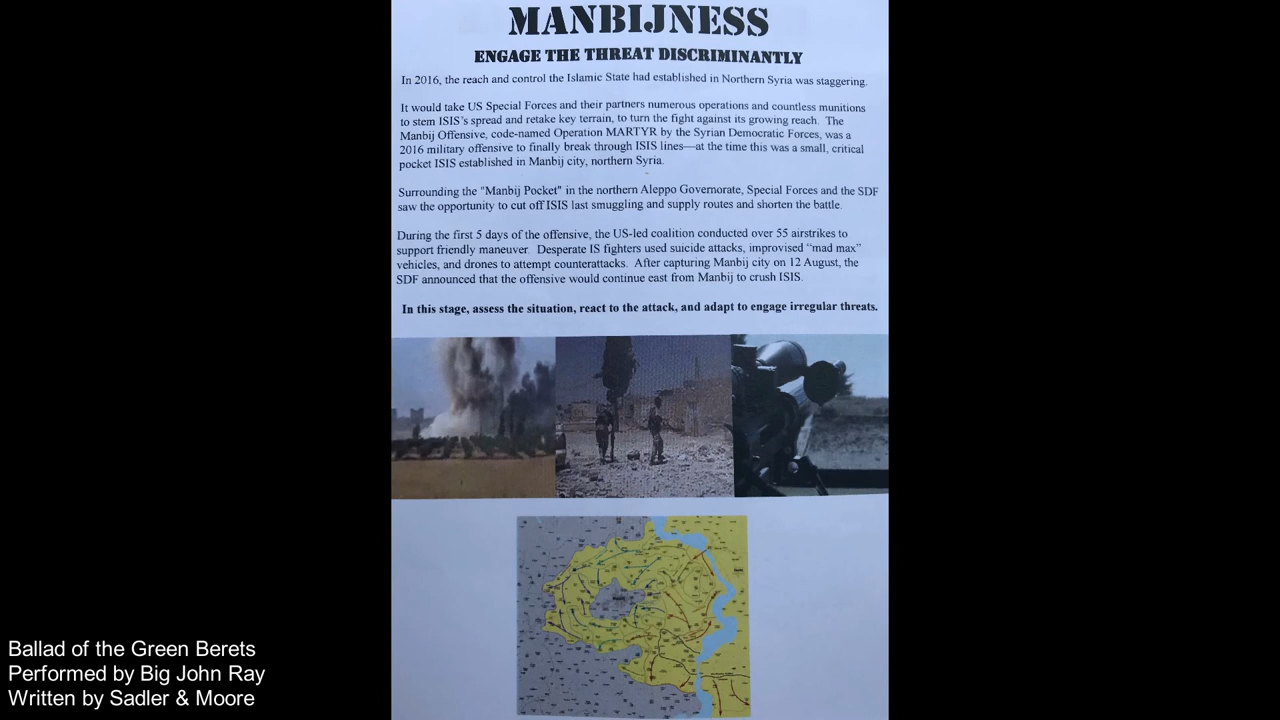 MANBIJNESS
ENGAGE THE THREAT DISCRIMINANTLY
In 2016, the reach and control the Islamic State had established in Northern Syria was staggering.
It would take US Special Forces and their partners numerous operations and countless munitions
to stem ISIS's spread and retake key terrain, to turn the fight against its growing reach. The
Manbij Offensive, code-named Operation MARTYR by the Syrian Democratic Forces, was a
2016 military offensive to finally break through ISIS lines—at the time this was a small, critical
pocket ISIS established in Manbij city, northern Syria.
Surrounding the "Manbij Pocket" in the northern Aleppo Governorate, Special Forces and the SDF
saw the opportunity to cut off ISIS last smuggling and supply routes and shorten the battle.
During the first 5 days of the offensive, the US-led coalition conducted over 55 airstrikes to
support friendly maneuver. Desperate IS fighters used suicide attacks, improvised “mad max”
vehicles, and drones to attempt counterattacks. After capturing Manbij city on 12 August, the
SDF announced that the offensive would continue east from Manbij to crush ISIS.
In this stage, assess the situation, react to the attack, and adapt to engage irregular threats.
Ballad of the Green Berets
Performed by Big John Ray
Written by Sadler & Moore